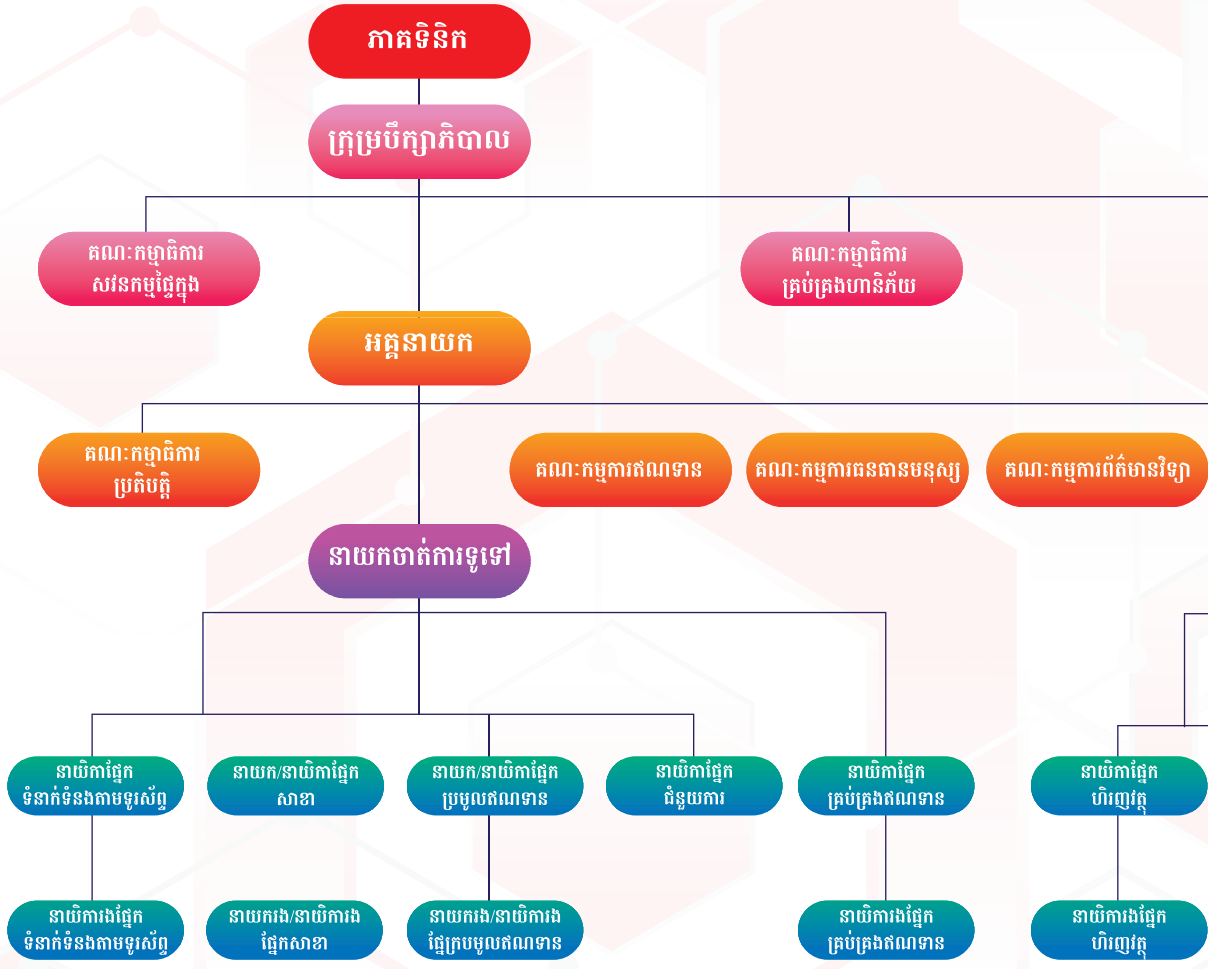 ភាគទិនិក
ក្រុមប្រឹក្សាភិបាល
គណៈកម្មាធិការ
សវនកម្មផ្ទៃក្នុង
គណៈកម្មាធិការ
គ្រប់គ្រងហានិភ័យ
អគ្គនាយក
គណៈកម្មាធិការ
ប្រតិបត្តិ
គណៈកម្មការឥណទាន
គណៈកម្មការធនធានមនុស្ស
គណៈកម្មការព័ត៌មានវិទ្យា
នាយកចាត់ការទូទៅ
នាយិកាផ្នែក
ទំនាក់ទំនងតាមទូរស័ព្ទ
នាយក/នាយិកាផ្នែក
សាខា
នាយក/នាយិកាផ្នែក
ប្រមូលឥណទាន
នាយិកាផ្នែក
ជំនួយការ
នាយិកាផ្នែក
គ្រប់គ្រងឥណទាន
នាយិកាផ្នែក
ហិរញវត្ថុ
នាយិការងផ្នែក
ទំនាក់ទំនងតាមទូរស័ព្ទ
នាយករង/នាយិការង
ផ្នែកសាខា
នាយករង/នាយិការង
ផ្នែក្របមូលឥណទាន
នាយិការងផ្នែក
គ្រប់គ្រងឥណទាន
នាយិការងផ្នែក
ហិរញវត្ថុ